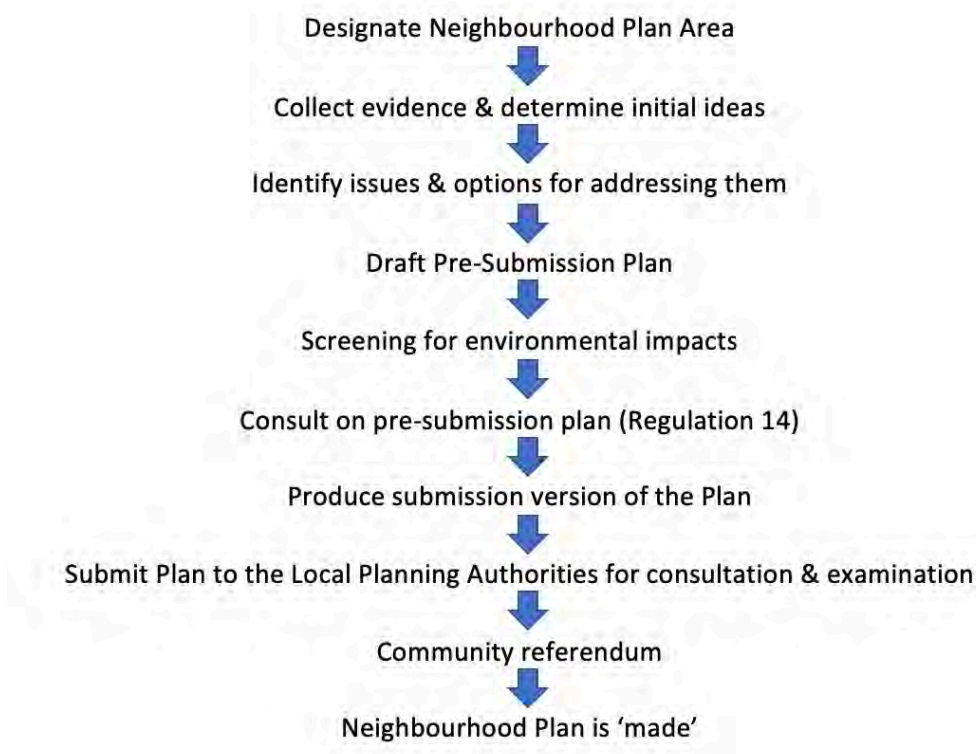 Designate Neighbourhood Plan Area
Collect evidence & determine initial ideas
Identify issues & options for addressing them
Draft Pre-Submission Plan
Screening for environmental impacts
Consult on pre-submission plan (Regulation 14)
Produce submission version of the Plan
Submit Plan to the Local Planning Authorities for consultation & examination
Community referendum
Neighbourhood Plan is ‘made’